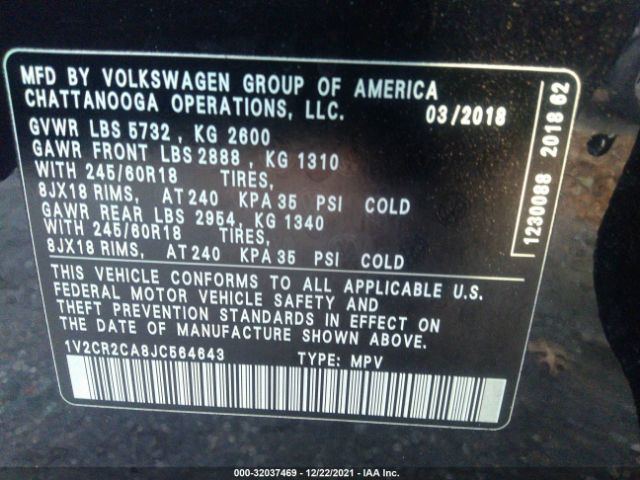 MFD BY VOLKSWAGEN GROUP OF AMERICA
CHATTANOOGA OPERATIONS, LLC. 03/2018
GVWR LBS 5732 , KG 2600
GAWR FRONT LBS 2888 , KG 1310
WITH 245/60R18 TIRES,
8JX18 RIMS, AT 240 KPA 35 PSI COLD
GAWR REAR LBS 2954, KG 1340
WITH 245/60R18 TIRES,
8JX18 RIMS, AT 240 KPA 35 PSI COLD
THIS VEHICLE CONFORMS TO ALL APPLICABLE U.S.
FEDERAL MOTOR VEHICLE SAFETY AND
THEFT PREVENTION STANDARDS IN EFFECT ON
THE DATE OF MANUFACTURE SHOWN ABOVE.
1V2CR2CA8JC564643 TYPE: MPV
1230088 2018 62
000-32037469 - 12/22/2021 - IAA Inc.